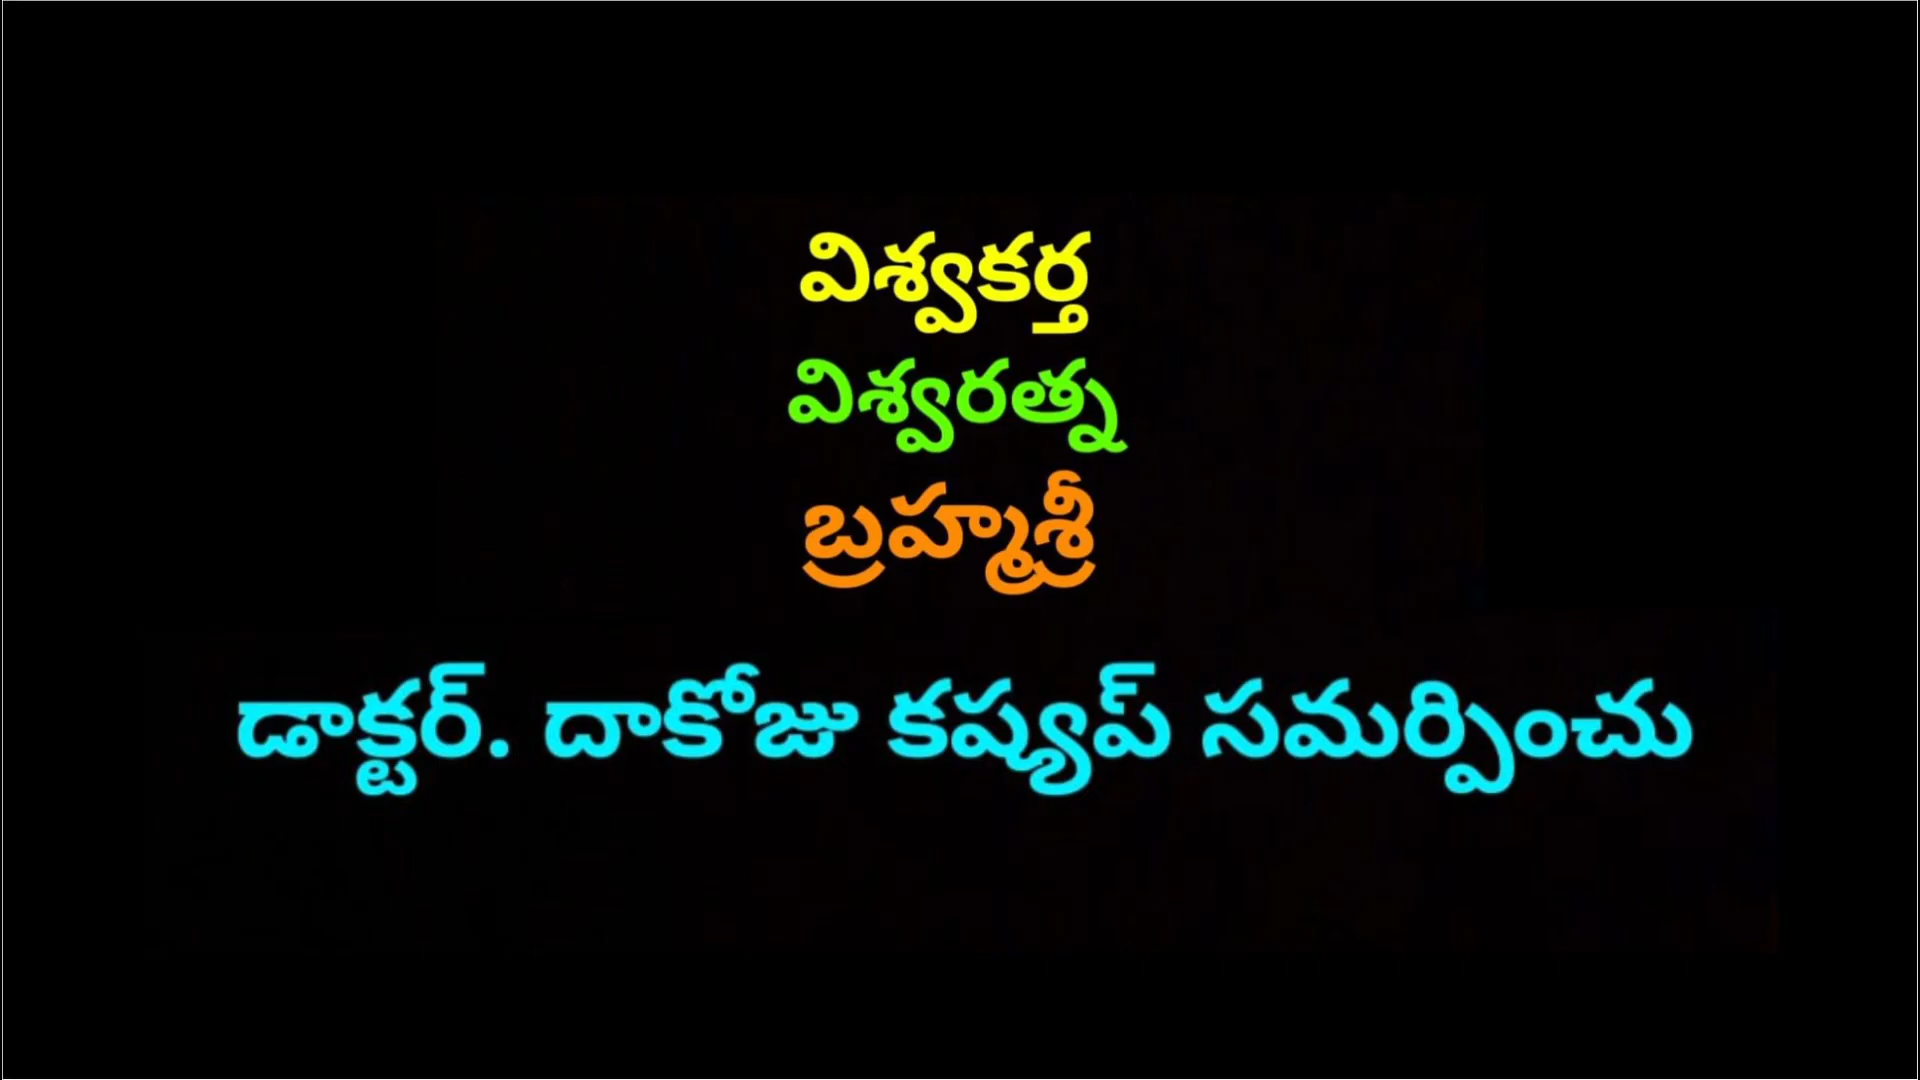 విశ్వకర్త
విశ్వరత్న
బ్రహ్మశ్రీ
డాక్టర్. దాకోజు కష్యప్ సమర్పించు